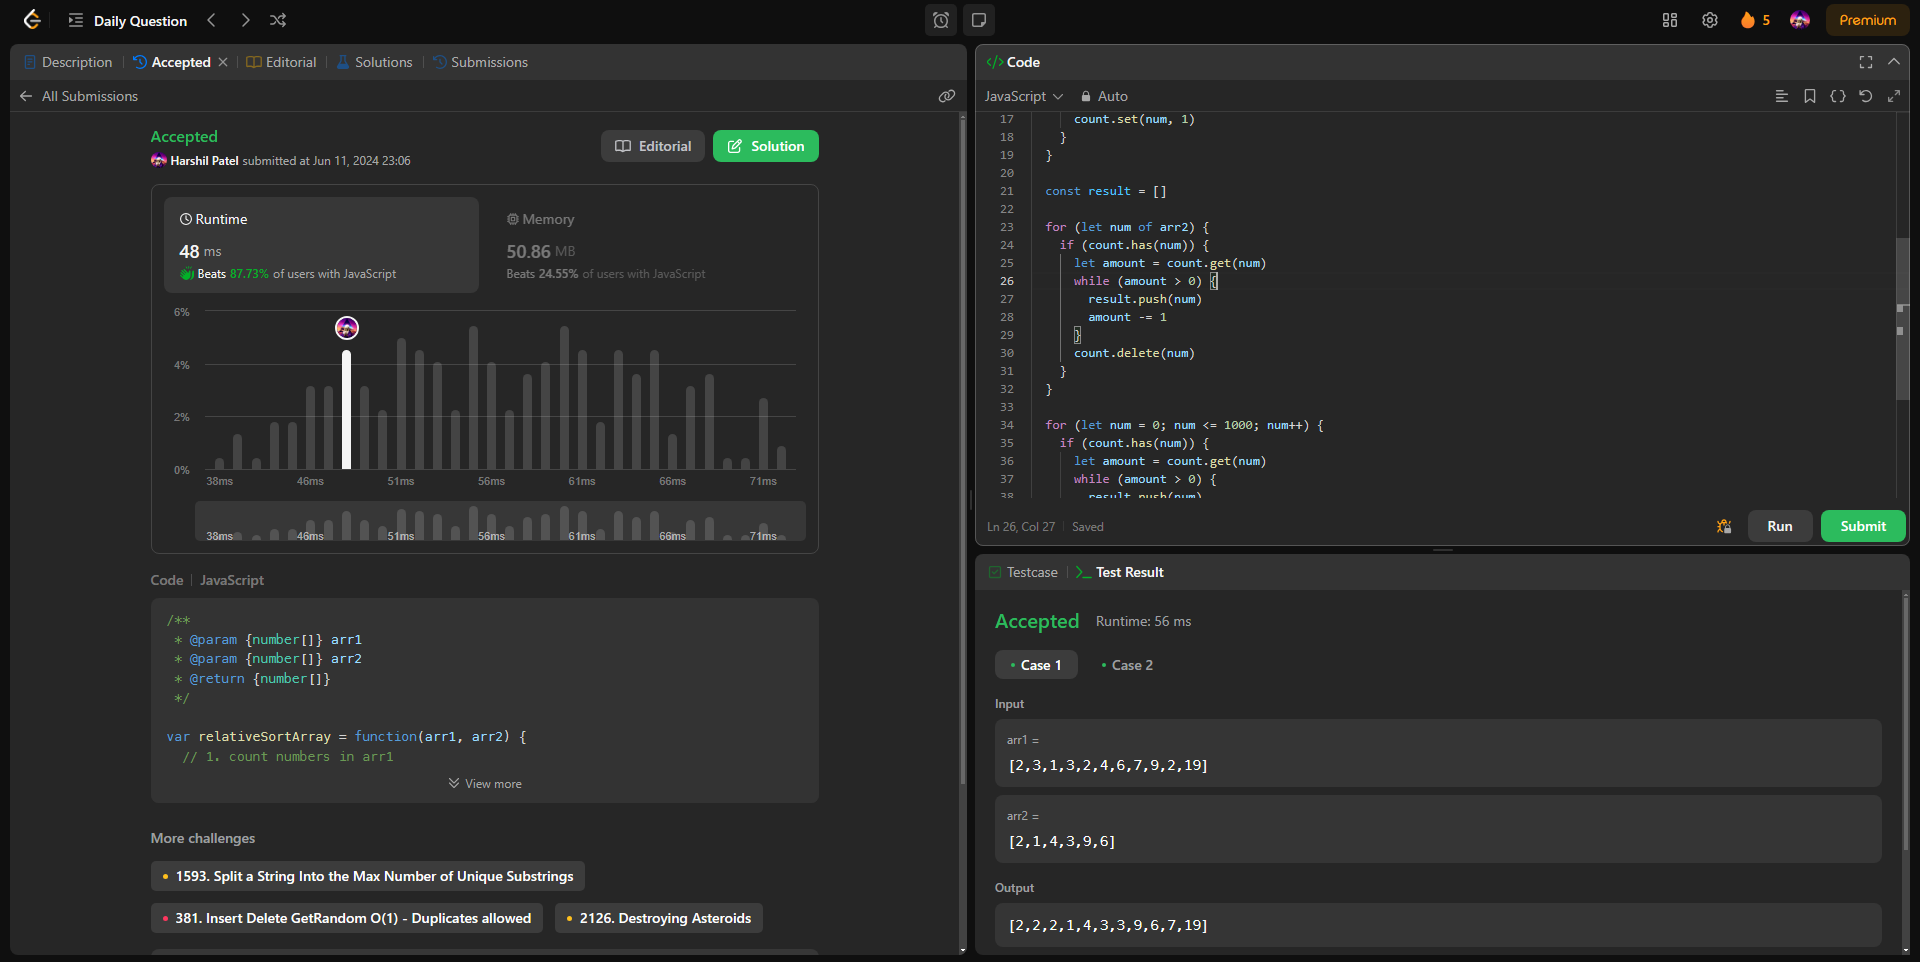 Daily Question
5
Premium
Description
Accepted
Editorial
Solutions
Submissions
All Submissions
Accepted
Harshil Patel submitted at Jun 11, 2024 23:06
Editorial
Solution
Runtime
48 ms
Beats 87.73% of users with JavaScript
Memory
50.86 MB
Beats 24.55% of users with JavaScript
6%
4%
2%
0%
38ms 46ms 51ms 56ms 61ms 66ms 71ms
38ms 46ms 51ms 56ms 61ms 66ms 71ms
Code | JavaScript
/**
 * @param {number[]} arr1
 * @param {number[]} arr2
 * @return {number[]}
 */
var relativeSortArray = function(arr1, arr2) {
  // 1. count numbers in arr1
View more
More challenges
1593. Split a String Into the Max Number of Unique Substrings
381. Insert Delete GetRandom O(1) - Duplicates allowed
2126. Destroying Asteroids
</> Code
JavaScript
Auto
17     count.set(num, 1)
18   }
19 }
20
21 const result = []
22
23 for (let num of arr2) {
24   if (count.has(num)) {
25     let amount = count.get(num)
26     while (amount > 0) {
27       result.push(num)
28       amount -= 1
29     }
30     count.delete(num)
31   }
32 }
33
34 for (let num = 0; num <= 1000; num++) {
35   if (count.has(num)) {
36     let amount = count.get(num)
37     while (amount > 0) {
38       result.push(num)
Ln 26, Col 27
Saved
Run
Submit
Testcase
Test Result
Accepted
Runtime: 56 ms
Case 1
Case 2
Input
arr1 =
[2,3,1,3,2,4,6,7,9,2,19]
arr2 =
[2,1,4,3,9,6]
Output
[2,2,2,1,4,3,3,9,6,7,19]